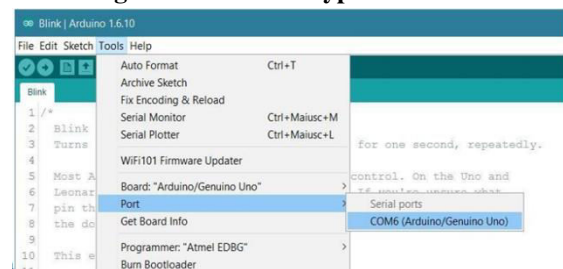 Blink | Arduino 1.6.10
File Edit Sketch Tools Help
Blink
Auto Format Ctrl+T
Archive Sketch
Fix Encoding & Reload
Serial Monitor Ctrl+Maiusc+M
Serial Plotter Ctrl+Maiusc+L
WiFi101 Firmware Updater
Board: "Arduino/Genuino Uno"
Port
Get Board Info
Programmer: "Atmel EDBG"
Burn Bootloader
Serial ports
COM6 (Arduino/Genuino Uno)
1 /*
2 Blink
3 Turns for one second, repeatedly.
4
5 Most A control. On the Uno and
6 Leonar If you're unsure what
7 pin th
8 the do
9
10 This e